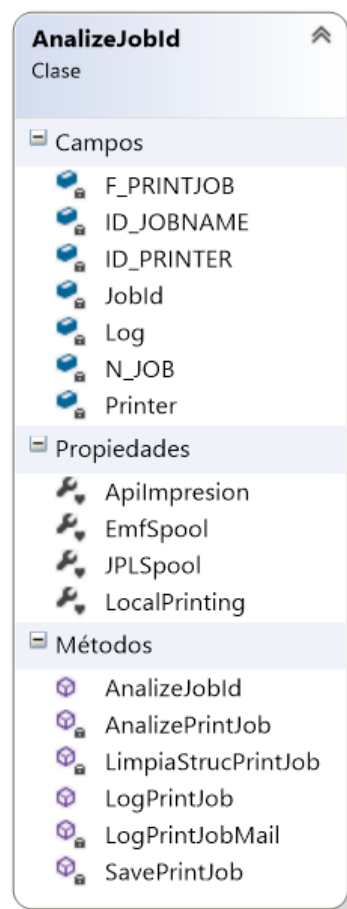 AnalizeJobId
Clase
Campos
F_PRINTJOB
ID_JOBNAME
ID_PRINTER
JobId
Log
N_JOB
Printer
Propiedades
ApiImpresion
EmfSpool
JPLSpool
LocalPrinting
Métodos
AnalizeJobId
AnalizePrintJob
LimpiaStrucPrintJob
LogPrintJob
LogPrintJobMail
SavePrintJob